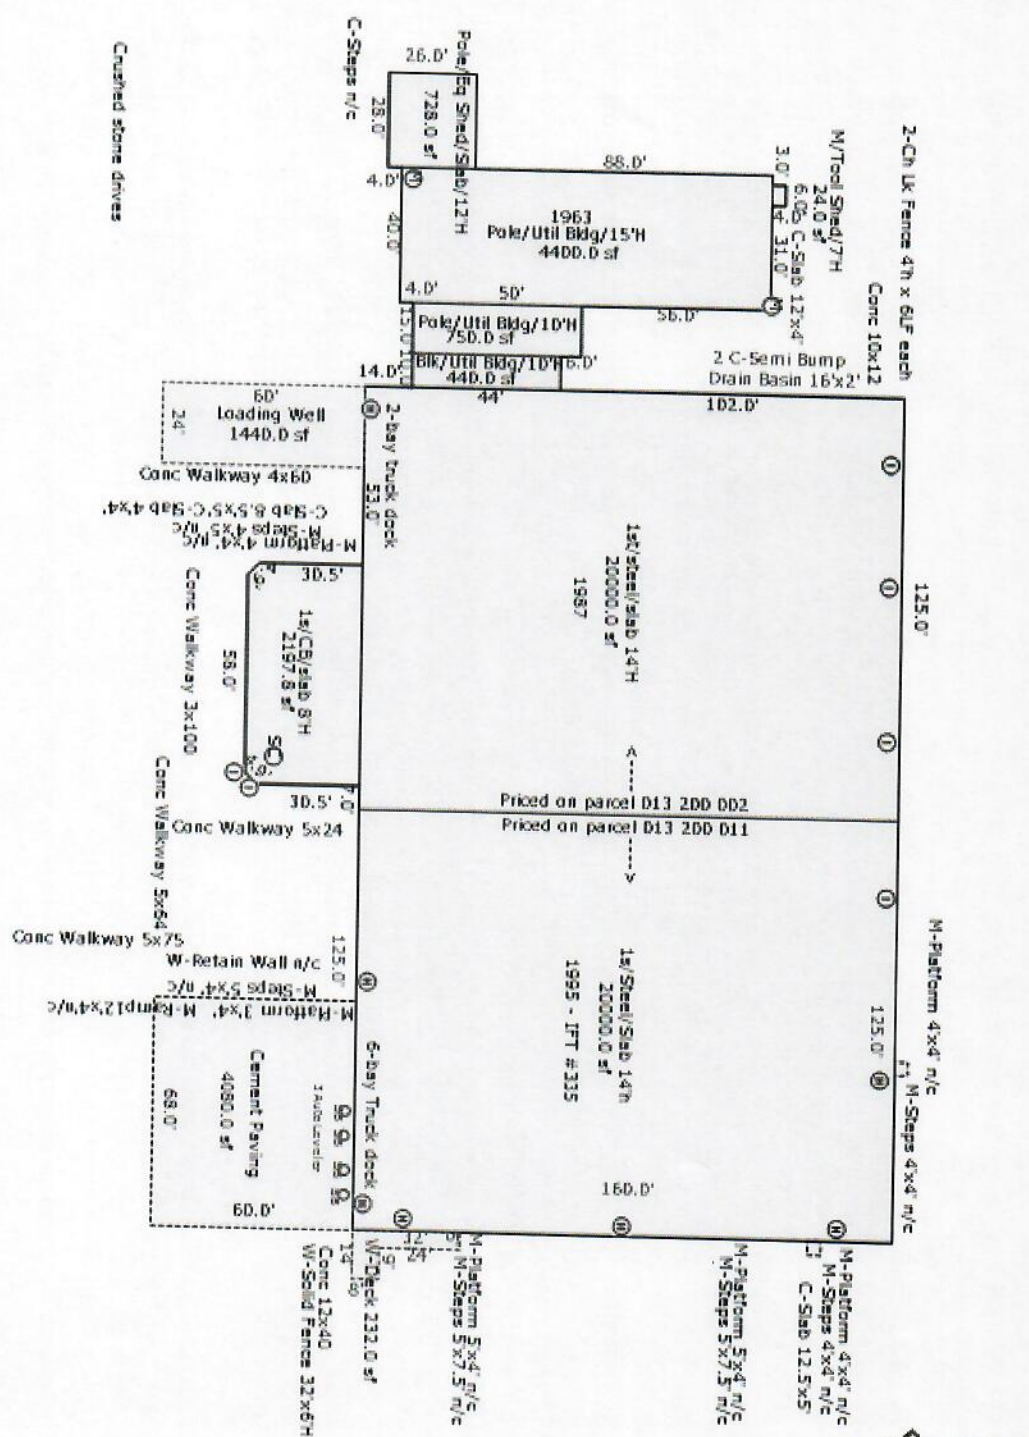 Crushed stone drives
C-Steps n/c
26.0'
Pole/Eq Shed/Slab/12'H
728.0 sf
28.0'
88.0'
3.0'
M/Tool Shed/7'H
24.0 sf
C-Slab 12'x4'
31.0'
2-Ch Lk Fence 4'h x 6LF each
Conc 10x12
4.0'
40.0'
1963
Pole/Util Bldg/15'H
4400.0 sf
4.0'
50'
56.0'
15.0
Pole/Util Bldg/10'H
750.0 sf
Blk/Util Bldg/10'H
440.0 sf
6.0'
14.0'
44'
2 C-Semi Bump
Drain Basin 16'x2'
102.0'
60'
Loading Well
1440.0 sf
24'
2-bay truck dock
53.0'
Conc Walkway 4x60
C-Slab 8.5'x5'C-Slab 4'x4'
M-Steps 4'x5' n/c
M-Platform 4'x4' n/c
30.5'
1s/CB/slab 8'H
2197.8 sf
58.0'
30.5'
7.0'
Conc Walkway 3x100
1st/steel/slab 14'H
20000.0 sf
1987
125.0'
<---->
Priced on parcel D13 200 002
Priced on parcel D13 200 011
---->
Conc Walkway 5x24
Conc Walkway 5x64
Conc Walkway 5x75
W-Retain Wall n/c
125.0'
M-Steps 5'x4' n/c
M-Platform 3'x4' M-Ramp12'x4'n/c
1s/Steel/Slab 14'h
20000.0 sf
1995 - IFT #335
M-Platform 4'x4' n/c
M-Steps 4'x4' n/c
125.0'
Cement Paving
4080.0 sf
68.0'
60.0'
6-bay Truck dock
160.0'
14'
W-Deck 232.0 sf
9'
24'
Conc 12x40
W-Solid Fence 32'x6'H
M-Platform 5'x4' n/c
M-Steps 5'x7.5' n/c
M-Platform 5'x4' n/c
M-Steps 5'x7.5' n/c
M-Platform 4'x4' n/c
M-Steps 4'x4' n/c
C-Slab 12.5'x5'